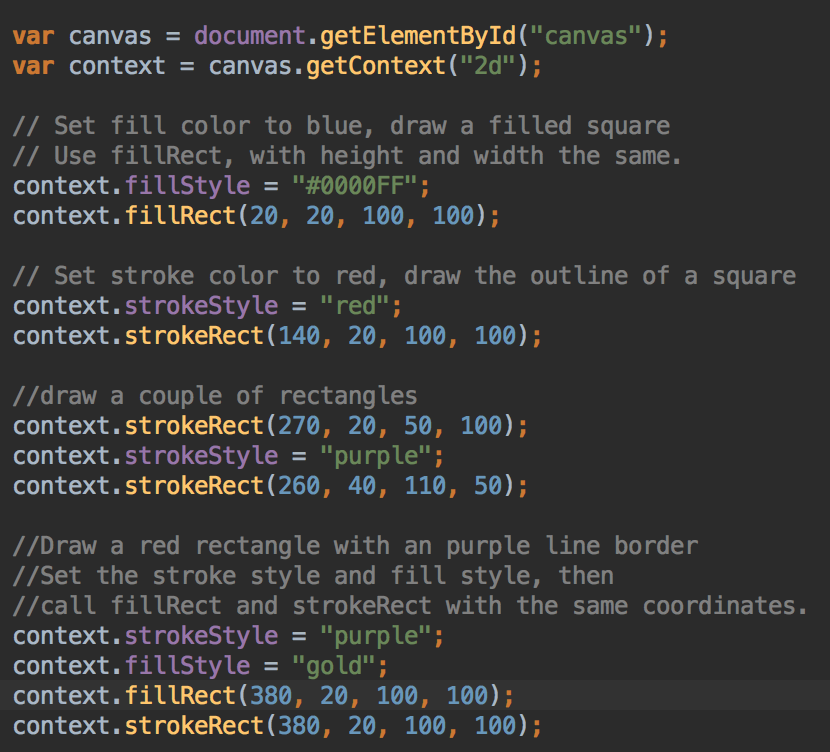 var canvas = document.getElementById("canvas");
var context = canvas.getContext("2d");
// Set fill color to blue, draw a filled square
// Use fillRect, with height and width the same.
context.fillStyle = "#0000FF";
context.fillRect(20, 20, 100, 100);
// Set stroke color to red, draw the outline of a square
context.strokeStyle = "red";
context.strokeRect(140, 20, 100, 100);
//draw a couple of rectangles
context.strokeRect(270, 20, 50, 100);
context.strokeStyle = "purple";
context.strokeRect(260, 40, 110, 50);
//Draw a red rectangle with an purple line border
//Set the stroke style and fill style, then
//call fillRect and strokeRect with the same coordinates.
context.strokeStyle = "purple";
context.fillStyle = "gold";
context.fillRect(380, 20, 100, 100);
context.strokeRect(380, 20, 100, 100);